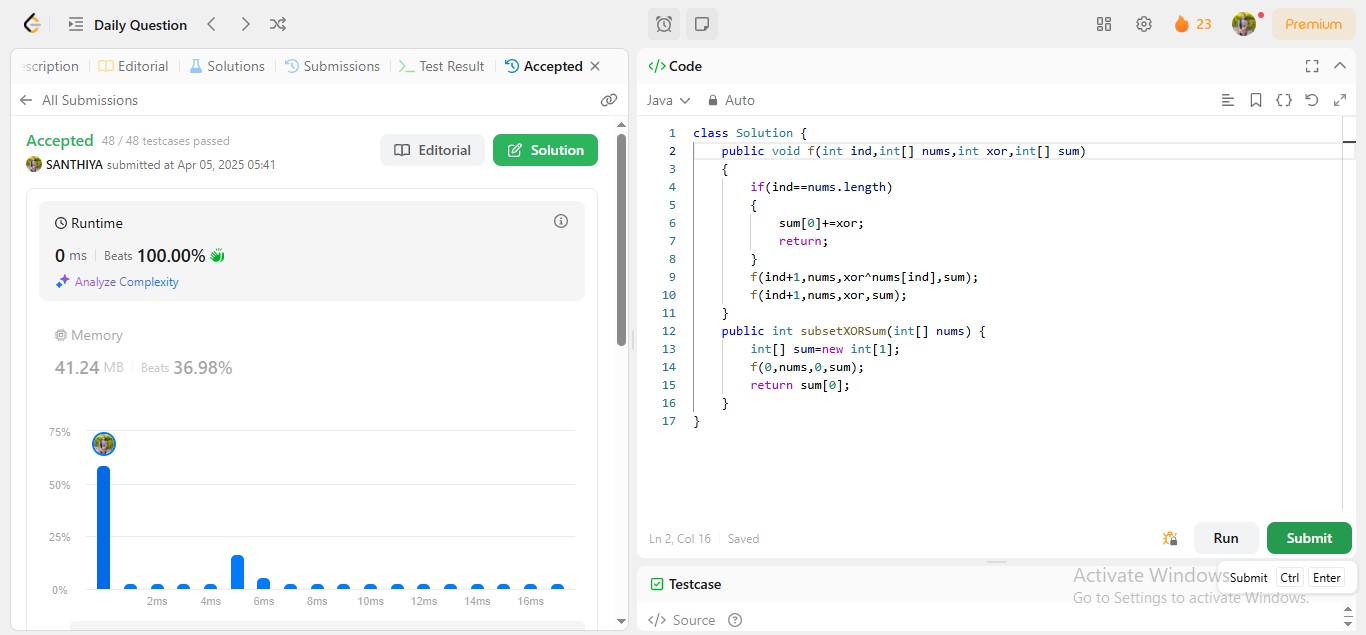 Daily Question
23
Premium
scription
Editorial
Solutions
Submissions
Test Result
Accepted
All Submissions
Accepted 48 / 48 testcases passed
SANTHIYA submitted at Apr 05, 2025 05:41
Editorial
Solution
Runtime
0 ms Beats 100.00%
Analyze Complexity
Memory
41.24 MB Beats 36.98%
75%
50%
25%
0%
2ms 4ms 6ms 8ms 10ms 12ms 14ms 16ms
</> Code
Java Auto
1 class Solution {
2 public void f(int ind,int[] nums,int xor,int[] sum)
3 {
4 if(ind==nums.length)
5 {
6 sum[0]+=xor;
7 return;
8 }
9 f(ind+1,nums,xor^nums[ind],sum);
10 f(ind+1,nums,xor,sum);
11 }
12 public int subsetXORSum(int[] nums) {
13 int[] sum=new int[1];
14 f(0,nums,0,sum);
15 return sum[0];
16 }
17 }
Ln 2, Col 16 Saved
Run
Submit
Testcase
</> Source
Activate Windows
Go to Settings to activate Windows.
Submit Ctrl Enter